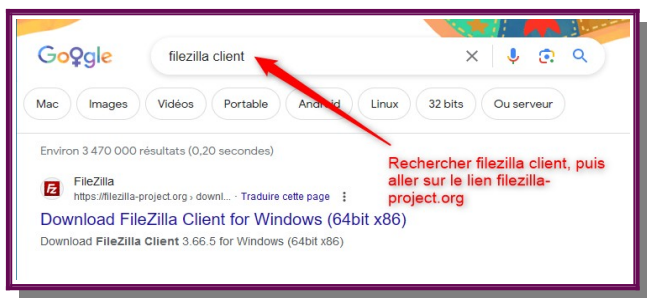 Google
filezilla client
Mac Images Vidéos Portable Android Linux 32 bits Ou serveur
Environ 3 470 000 résultats (0,20 secondes)
Rechercher filezilla client, puis
aller sur le lien filezilla-
project.org
FileZilla
https://filezilla-project.org › downl... · Traduire cette page
Download FileZilla Client for Windows (64bit x86)
Download FileZilla Client 3.66.5 for Windows (64bit x86)